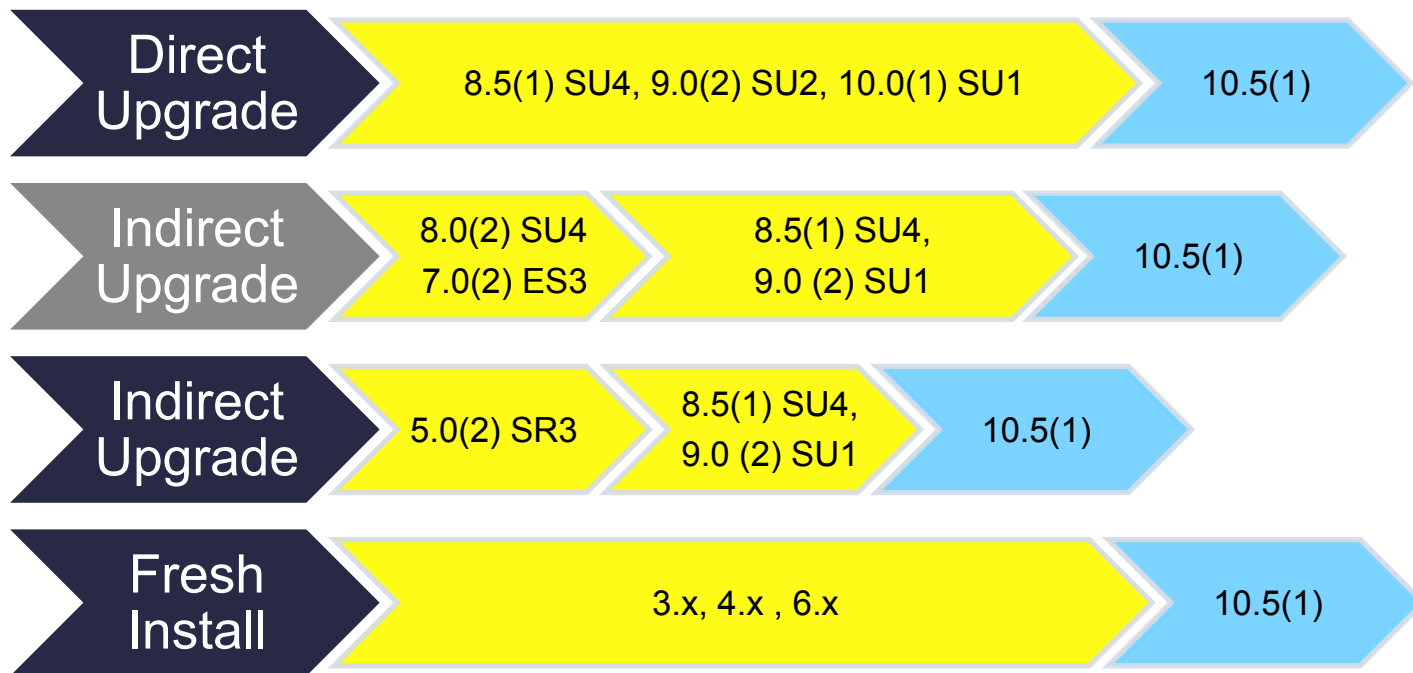 Direct
Upgrade
8.5(1) SU4, 9.0(2) SU2, 10.0(1) SU1
10.5(1)
Indirect
Upgrade
8.0(2) SU4
7.0(2) ES3
8.5(1) SU4,
9.0 (2) SU1
10.5(1)
Indirect
Upgrade
5.0(2) SR3
8.5(1) SU4,
9.0 (2) SU1
10.5(1)
Fresh
Install
3.x, 4.x , 6.x
10.5(1)